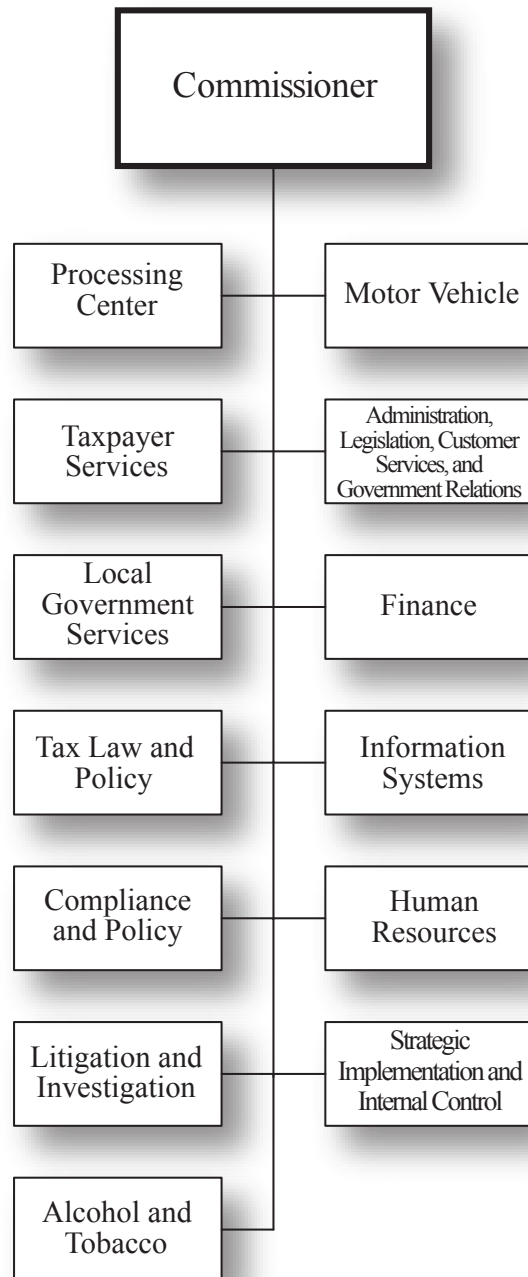 Commissioner
Processing
Center
Motor Vehicle
Taxpayer
Services
Administration,
Legislation, Customer
Services, and
Government Relations
Local
Government
Services
Finance
Tax Law and
Policy
Information
Systems
Compliance
and Policy
Human
Resources
Litigation and
Investigation
Strategic
Implementation and
Internal Control
Alcohol and
Tobacco